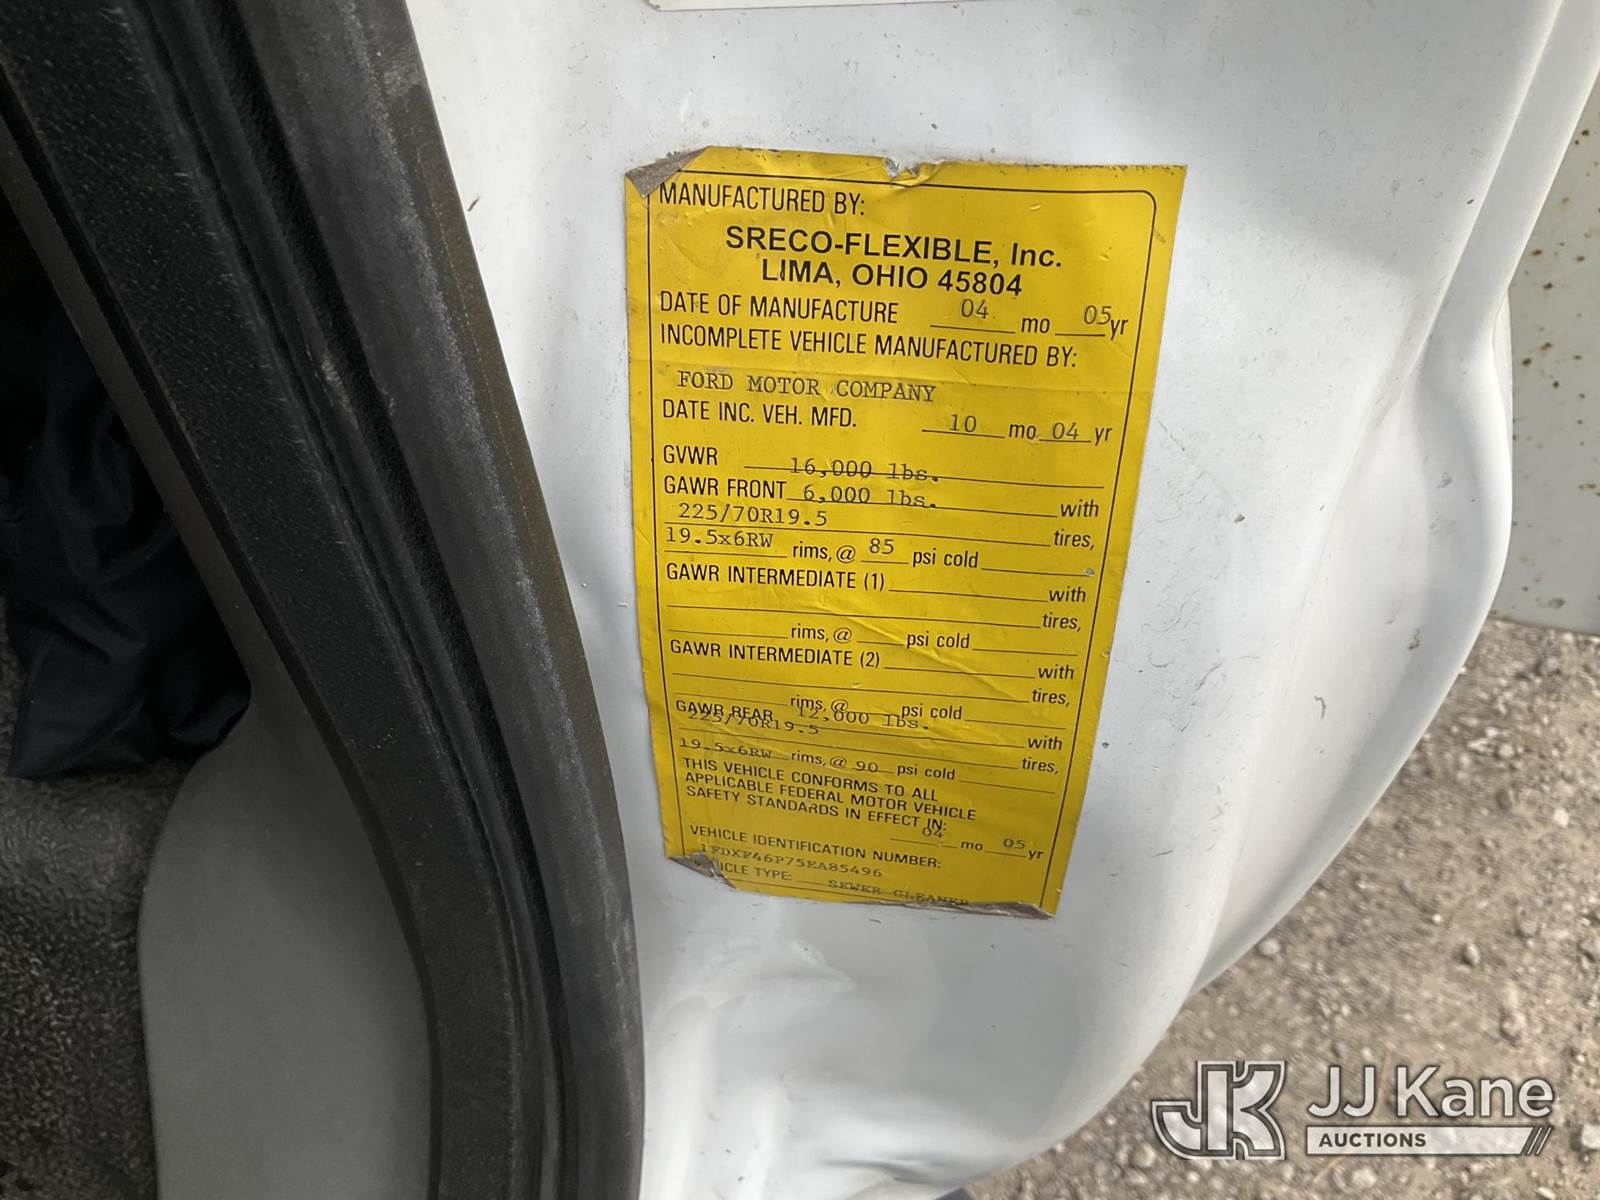 MANUFACTURED BY:
SRECO-FLEXIBLE, Inc.
LIMA, OHIO 45804
DATE OF MANUFACTURE 04 mo 05 yr
INCOMPLETE VEHICLE MANUFACTURED BY:
FORD MOTOR COMPANY
DATE INC. VEH. MFD. 10 mo 04 yr
GVWR 16,000 lbs.
GAWR FRONT 6,000 lbs. with
225/70R19.5 tires,
19.5x6RW rims, @ 85 psi cold
GAWR INTERMEDIATE (1) with
tires,
rims, @ psi cold
GAWR INTERMEDIATE (2) with
tires,
rims, @ psi cold
GAWR REAR 12,000 lbs. with
225/70R19.5 tires,
19.5x6RW rims, @ 90 psi cold
THIS VEHICLE CONFORMS TO ALL
APPLICABLE FEDERAL MOTOR VEHICLE
SAFETY STANDARDS IN EFFECT IN:
04 mo 05 yr
VEHICLE IDENTIFICATION NUMBER:
1FDXF46P75EA85496
VEHICLE TYPE: SEWER CLEANER
JK JJ Kane
AUCTIONS